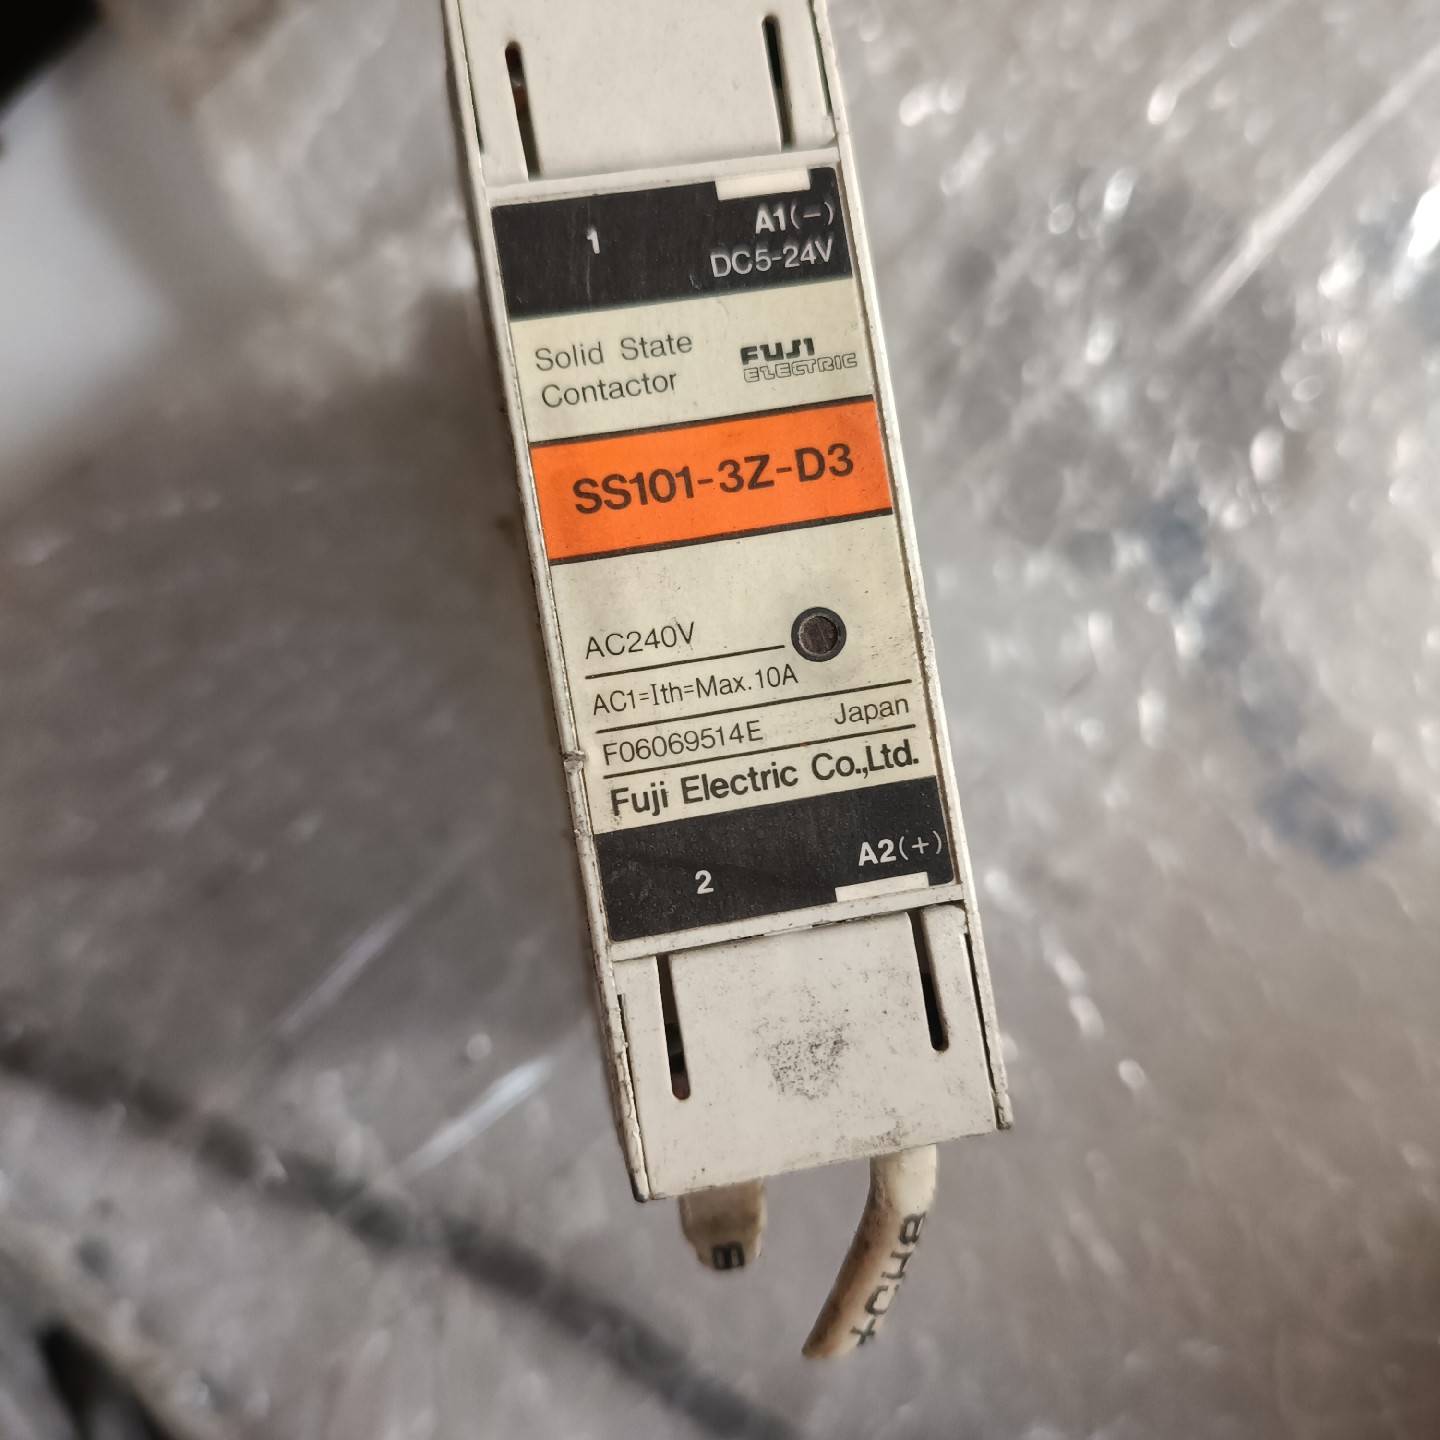 1 A1(-)
DC5-24V
Solid State
Contactor
FUJI
ELECTRIC
SS101-3Z-D3
AC240V
AC1=Ith=Max.10A
F06069514E Japan
Fuji Electric Co.,Ltd.
2 A2(+)
B
+CH8